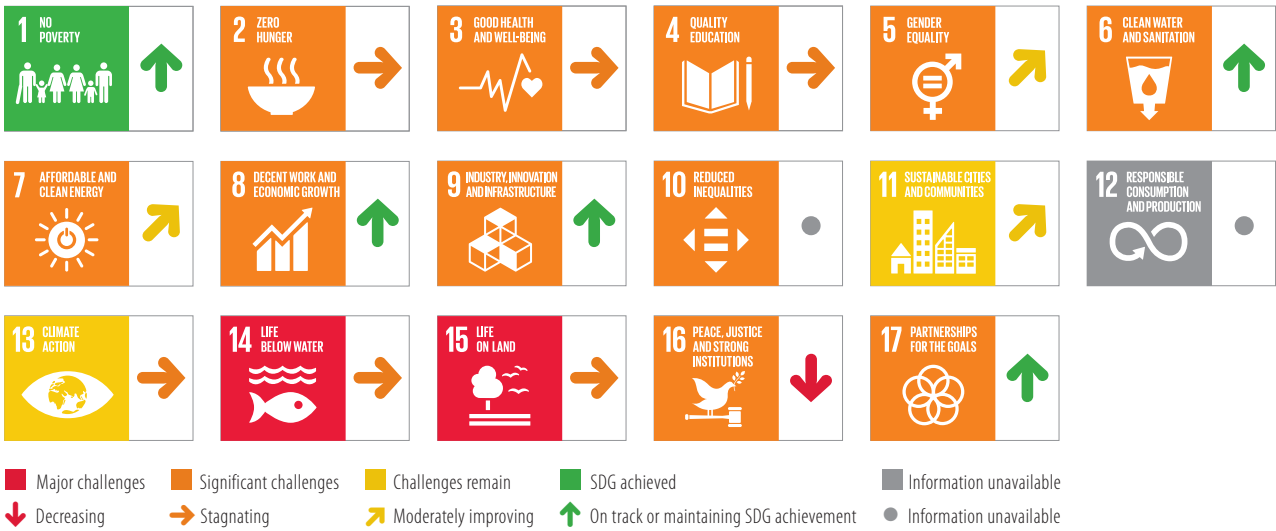 1 NO
POVERTY
2 ZERO
HUNGER
3 GOOD HEALTH
AND WELL-BEING
4 QUALITY
EDUCATION
5 GENDER
EQUALITY
6 CLEAN WATER
AND SANITATION
7 AFFORDABLE AND
CLEAN ENERGY
8 DECENT WORK AND
ECONOMIC GROWTH
9 INDUSTRY, INNOVATION
AND INFRASTRUCTURE
10 REDUCED
INEQUALITIES
11 SUSTAINABLE CITIES
AND COMMUNITIES
12 RESPONSIBLE
CONSUMPTION
AND PRODUCTION
13 CLIMATE
ACTION
14 LIFE
BELOW WATER
15 LIFE
ON LAND
16 PEACE, JUSTICE
AND STRONG
INSTITUTIONS
17 PARTNERSHIPS
FOR THE GOALS
Major challenges
Significant challenges
Challenges remain
SDG achieved
Information unavailable
Decreasing
Stagnating
Moderately improving
On track or maintaining SDG achievement
Information unavailable